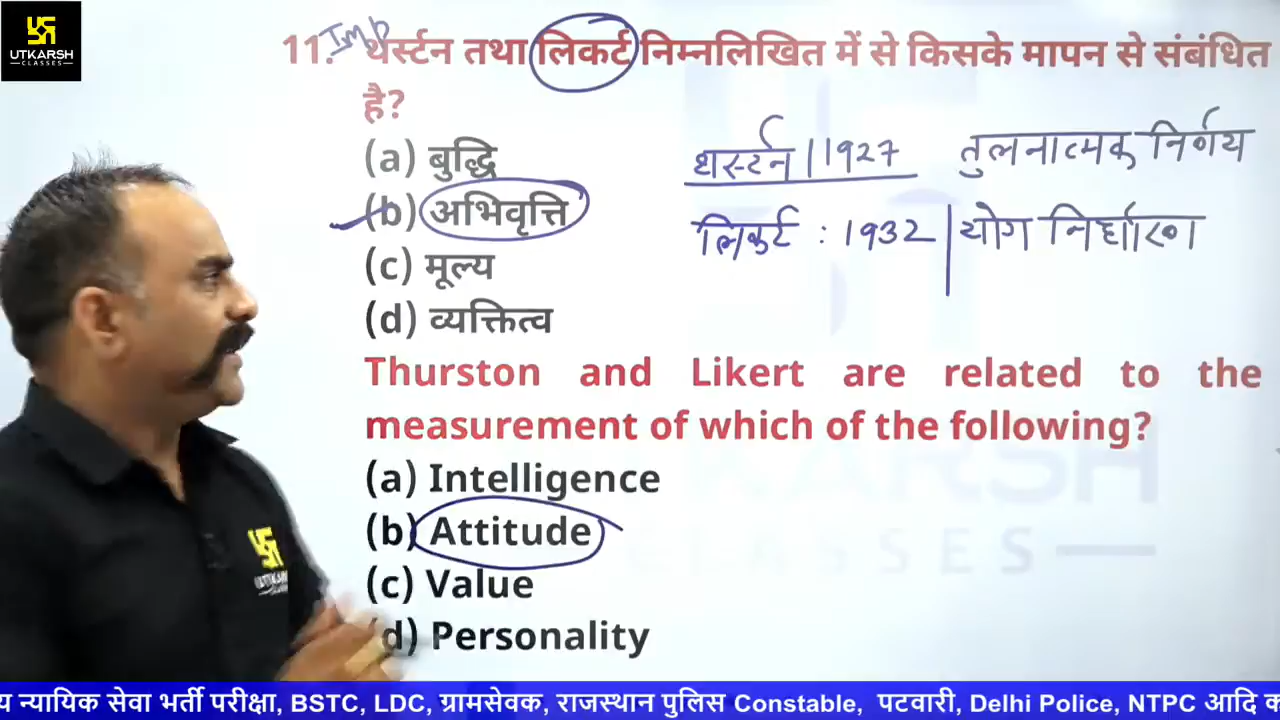 UTKARSH
CLASSES
Imp
11. थर्स्टन तथा लिकर्ट निम्नलिखित में से किसके मापन से संबंधित
है?
(a) बुद्धि
(b) अभिवृत्ति
(c) मूल्य
(d) व्यक्तित्व
थर्स्टन | 1927 तुलनात्मक निर्णय
लिकर्ट : 1932 | योग निर्धारण
Thurston and Likert are related to the
measurement of which of the following?
(a) Intelligence
(b) Attitude
(c) Value
(d) Personality
UTKARSH
CLASSES
य न्यायिक सेवा भर्ती परीक्षा, BSTC, LDC, ग्रामसेवक, राजस्थान पुलिस Constable, पटवारी, Delhi Police, NTPC आदि क